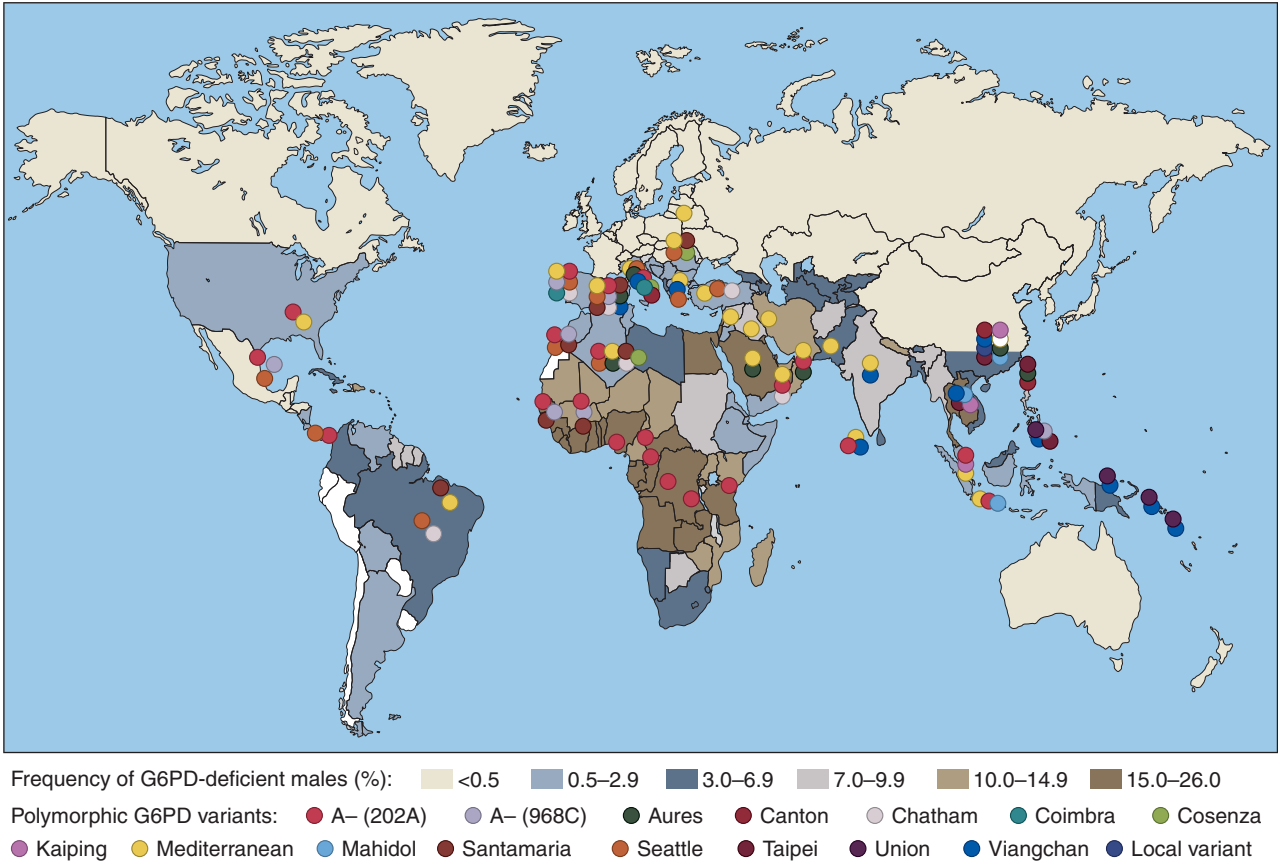 Frequency of G6PD-deficient males (%): <0.5 0.5–2.9 3.0–6.9 7.0–9.9 10.0–14.9 15.0–26.0
Polymorphic G6PD variants: A– (202A) A– (968C) Aures Canton Chatham Coimbra Cosenza
Kaiping Mediterranean Mahidol Santamaria Seattle Taipei Union Viangchan Local variant